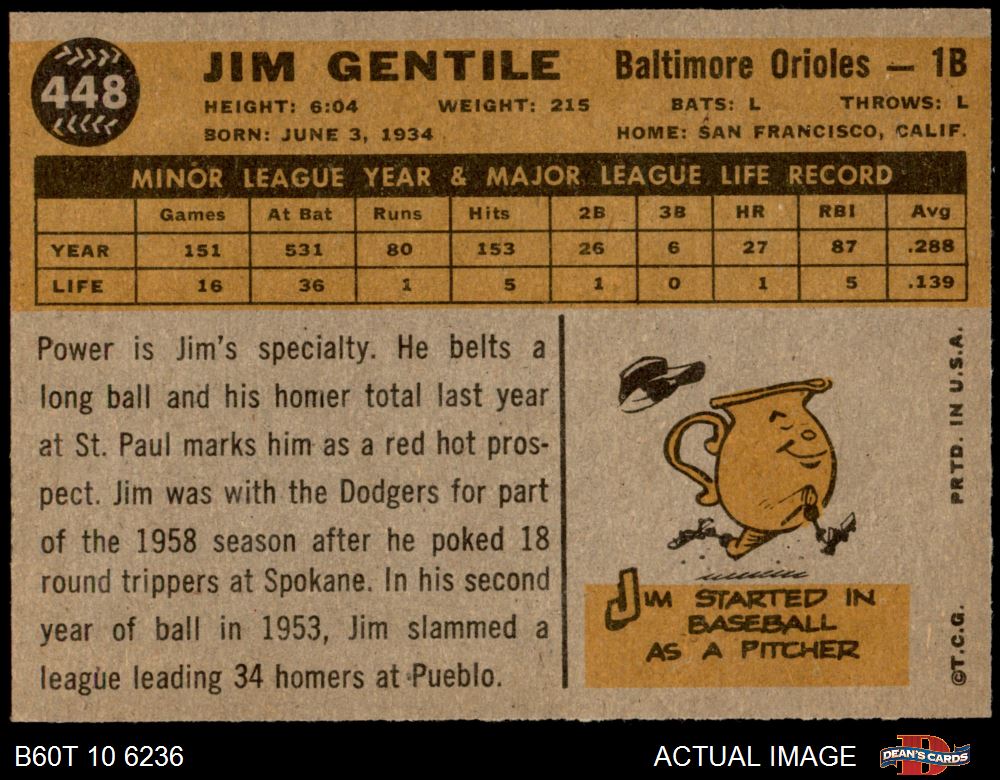 448
JIM GENTILE
Baltimore Orioles — 1B
HEIGHT: 6:04 WEIGHT: 215 BATS: L THROWS: L
BORN: JUNE 3, 1934 HOME: SAN FRANCISCO, CALIF.
MINOR LEAGUE YEAR & MAJOR LEAGUE LIFE RECORD
Games At Bat Runs Hits 2B 3B HR RBI Avg
YEAR 151 531 80 153 26 6 27 87 .288
LIFE 16 36 1 5 1 0 1 5 .139
Power is Jim's specialty. He belts a
long ball and his homer total last year
at St. Paul marks him as a red hot pros-
pect. Jim was with the Dodgers for part
of the 1958 season after he poked 18
round trippers at Spokane. In his second
year of ball in 1953, Jim slammed a
league leading 34 homers at Pueblo.
JIM STARTED IN
BASEBALL
AS A PITCHER
©T.C.G. PRTD. IN U.S.A.
B60T 10 6236
ACTUAL IMAGE
DEAN'S CARDS